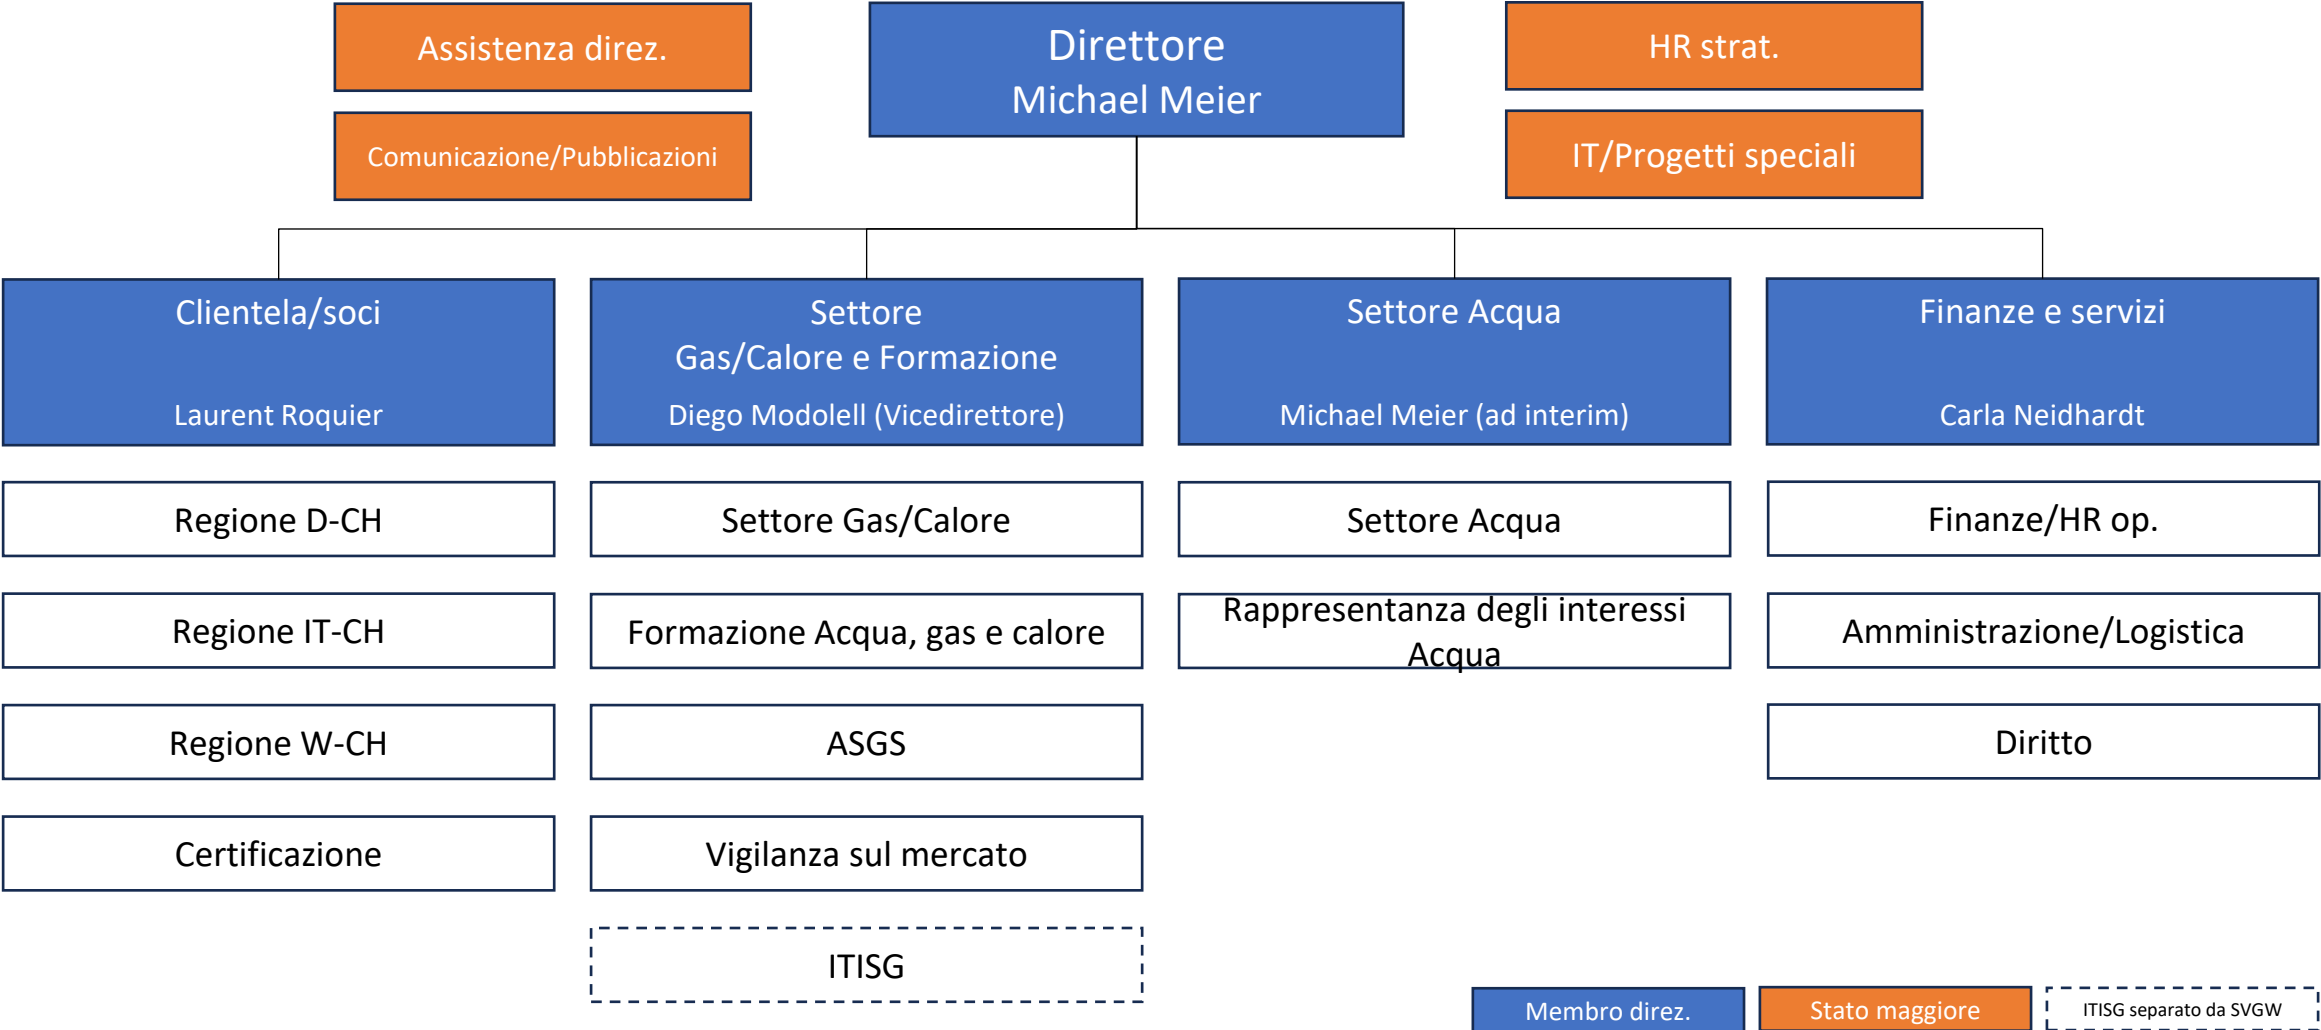 Assistenza direz.
Direttore
Michael Meier
HR strat.
Comunicazione/Pubblicazioni
IT/Progetti speciali
Clientela/soci
Laurent Roquier
Settore
Gas/Calore e Formazione
Diego Modolell (Vicedirettore)
Settore Acqua
Michael Meier (ad interim)
Finanze e servizi
Carla Neidhardt
Regione D-CH
Settore Gas/Calore
Settore Acqua
Finanze/HR op.
Regione IT-CH
Formazione Acqua, gas e calore
Rappresentanza degli interessi
Acqua
Amministrazione/Logistica
Regione W-CH
ASGS
Diritto
Certificazione
Vigilanza sul mercato
ITISG
Membro direz.
Stato maggiore
ITISG separato da SVGW